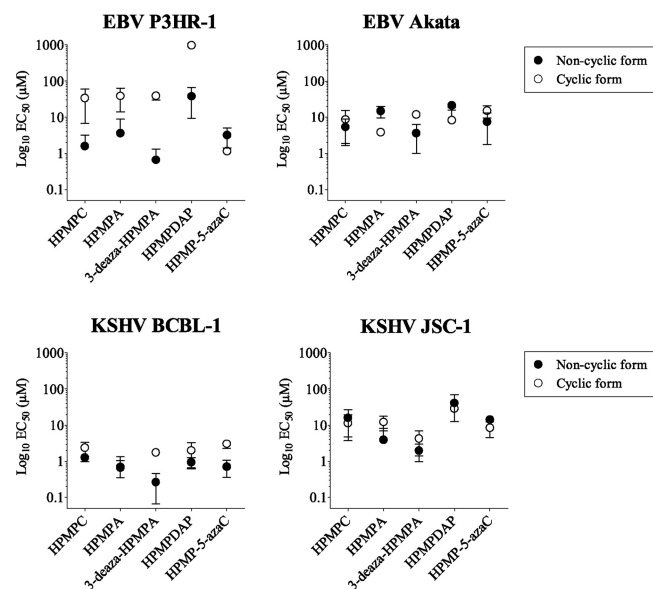 EBV P3HR-1
EBV Akata
Log10 EC50 (µM)
1000
100
10
1
0.1
HPMPC
HPMPA
3-deaza-HPMPA
HPMPDAP
HPMP-5-azaC
Log10 EC50 (µM)
1000
100
10
1
0.1
HPMPC
HPMPA
3-deaza-HPMPA
HPMPDAP
HPMP-5-azaC
Non-cyclic form
Cyclic form
KSHV BCBL-1
KSHV JSC-1
Log10 EC50 (µM)
1000
100
10
1
0.1
HPMPC
HPMPA
3-deaza-HPMPA
HPMPDAP
HPMP-5-azaC
Log10 EC50 (µM)
1000
100
10
1
0.1
HPMPC
HPMPA
3-deaza-HPMPA
HPMPDAP
HPMP-5-azaC
Non-cyclic form
Cyclic form